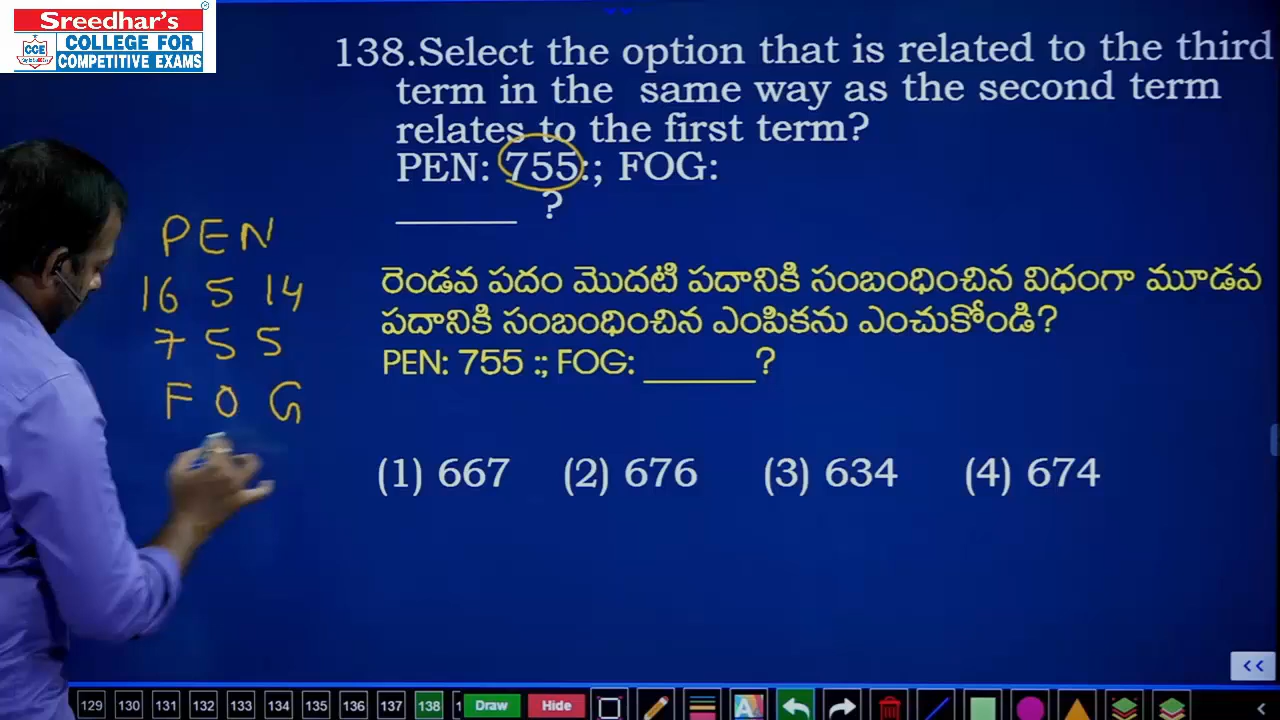 Sreedhar's
CCE
COLLEGE FOR
COMPETITIVE EXAMS
138.Select the option that is related to the third
term in the same way as the second term
relates to the first term?
PEN: 755:; FOG:
______ ?
PEN
16 5 14
7 5 5
F O G
రెండవ పదం మొదటి పదానికి సంబంధించిన విధంగా మూడవ
పదానికి సంబంధించిన ఎంపికను ఎంచుకోండి?
PEN: 755 :; FOG: ______?
(1) 667 (2) 676 (3) 634 (4) 674
<<
129 130 131 132 133 134 135 136 137 138 1 Draw Hide A <